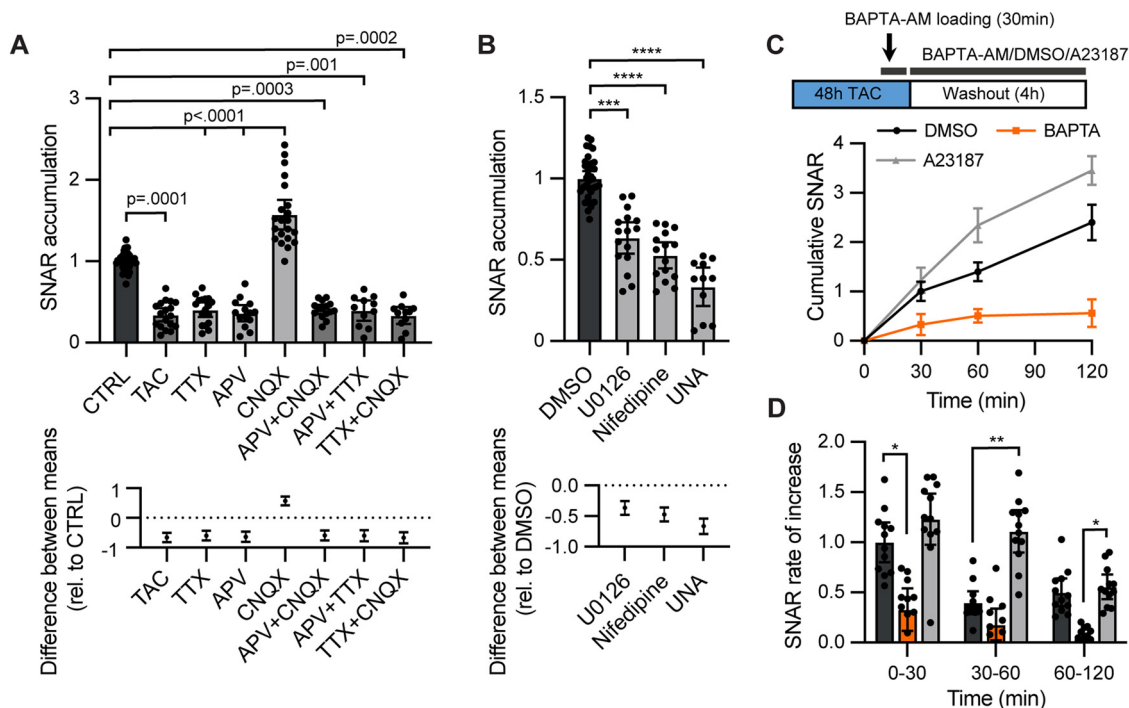 A
p=.0002
p=.001
p=.0003
p<.0001
p=.0001
SNAR accumulation
3
2
1
0
CTRL
TAC
TTX
APV
CNQX
APV+CNQX
APV+TTX
TTX+CNQX
Difference between means
(rel. to CTRL)
1
0
-1
TAC
TTX
APV
CNQX
APV+CNQX
APV+TTX
TTX+CNQX
B
****
****
***
SNAR accumulation
1.5
1
0.5
0
DMSO
U0126
Nifedipine
UNA
Difference between means
(rel. to DMSO)
0.0
-0.5
-1.0
U0126
Nifedipine
UNA
C
BAPTA-AM loading (30min)
BAPTA-AM/DMSO/A23187
48h TAC
Washout (4h)
DMSO
BAPTA
A23187
Cumulative SNAR
4
3
2
1
0
0 30 60 90 120
Time (min)
D
* ** *
SNAR rate of increase
2.0
1.5
1.0
0.5
0.0
0-30 30-60 60-120
Time (min)